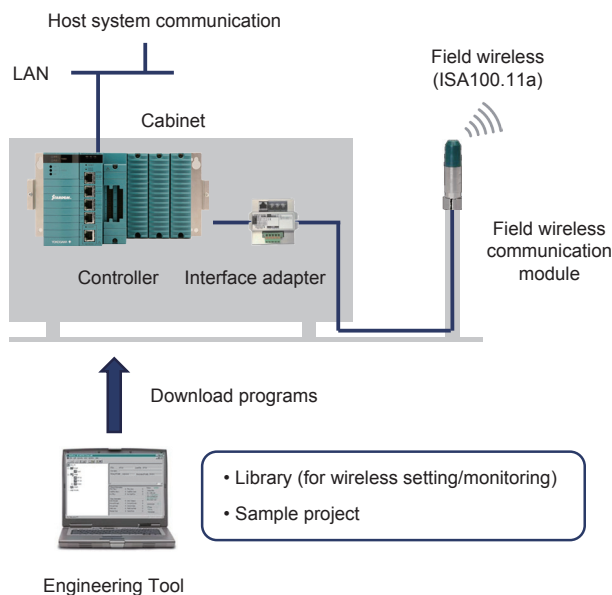 Host system communication
LAN
Field wireless
(ISA100.11a)
Cabinet
Controller
Interface adapter
Field wireless
communication
module
Download programs
• Library (for wireless setting/monitoring)
• Sample project
Engineering Tool